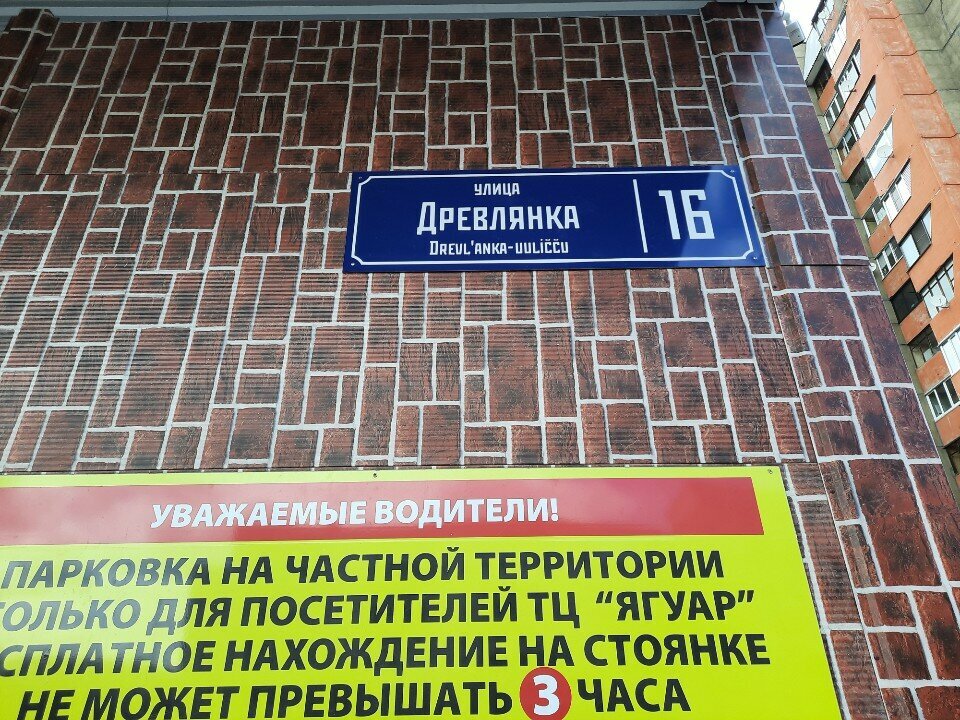 УЛИЦА
ДРЕВЛЯНКА
DREVL'ANKA-UULIČČU
16
УВАЖАЕМЫЕ ВОДИТЕЛИ!
ПАРКОВКА НА ЧАСТНОЙ ТЕРРИТОРИИ
ТОЛЬКО ДЛЯ ПОСЕТИТЕЛЕЙ ТЦ “ЯГУАР”
СПЛАТНОЕ НАХОЖДЕНИЕ НА СТОЯНКЕ
НЕ МОЖЕТ ПРЕВЫШАТЬ 3 ЧАСА